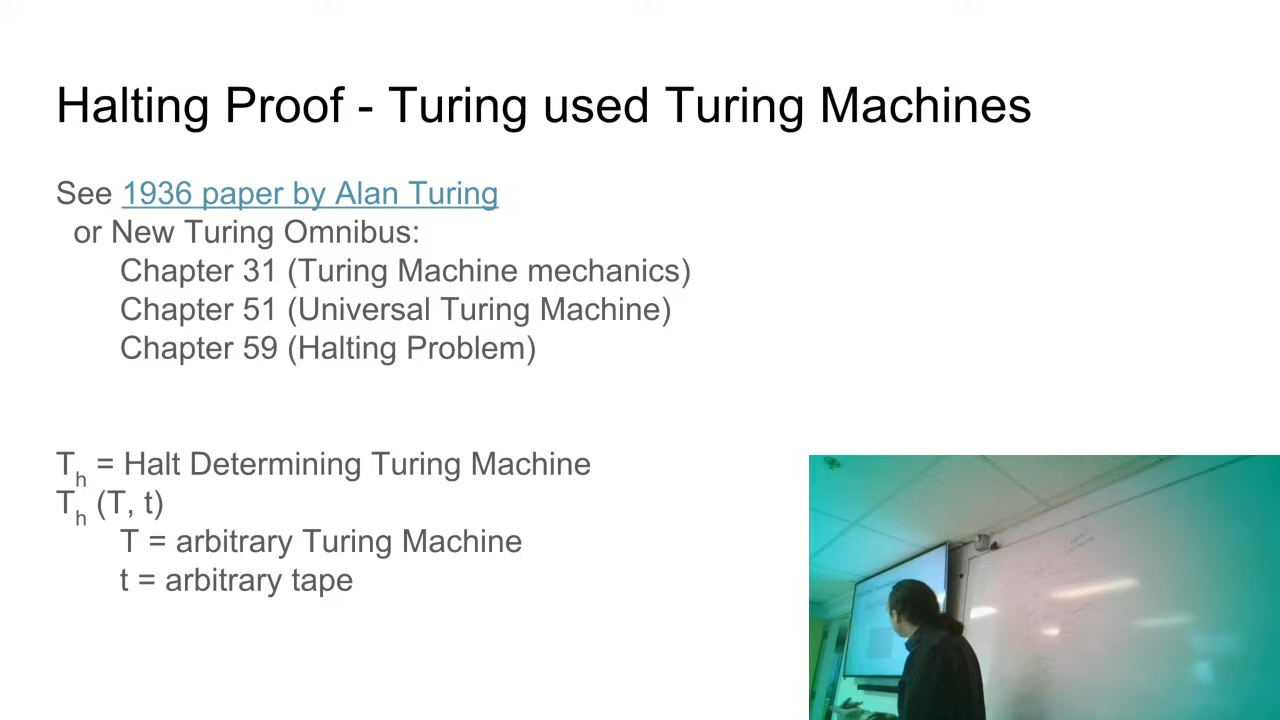 Halting Proof - Turing used Turing Machines
See 1936 paper by Alan Turing
or New Turing Omnibus:
Chapter 31 (Turing Machine mechanics)
Chapter 51 (Universal Turing Machine)
Chapter 59 (Halting Problem)
Th = Halt Determining Turing Machine
Th (T, t)
T = arbitrary Turing Machine
t = arbitrary tape